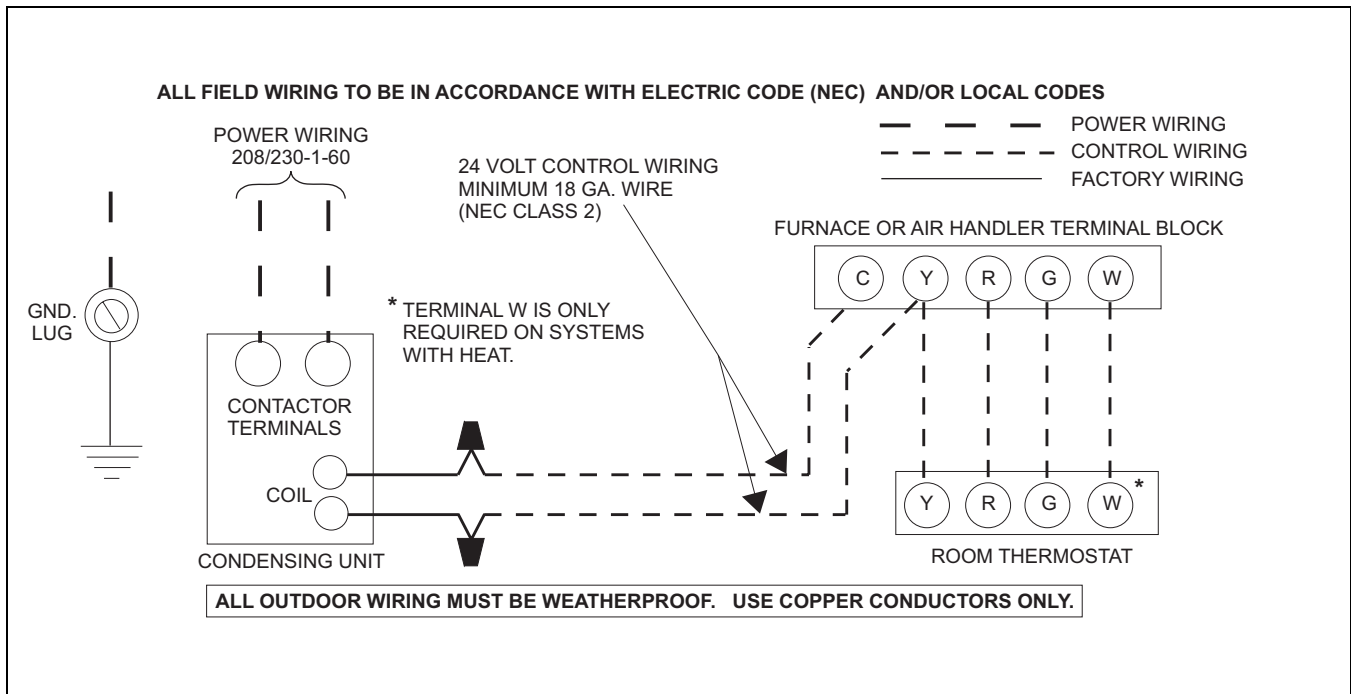 ALL FIELD WIRING TO BE IN ACCORDANCE WITH ELECTRIC CODE (NEC) AND/OR LOCAL CODES
POWER WIRING
208/230-1-60
POWER WIRING
CONTROL WIRING
FACTORY WIRING
24 VOLT CONTROL WIRING
MINIMUM 18 GA. WIRE
(NEC CLASS 2)
FURNACE OR AIR HANDLER TERMINAL BLOCK
C Y R G W
GND.
LUG
* TERMINAL W IS ONLY
REQUIRED ON SYSTEMS
WITH HEAT.
CONTACTOR
TERMINALS
COIL
CONDENSING UNIT
Y R G W *
ROOM THERMOSTAT
ALL OUTDOOR WIRING MUST BE WEATHERPROOF. USE COPPER CONDUCTORS ONLY.